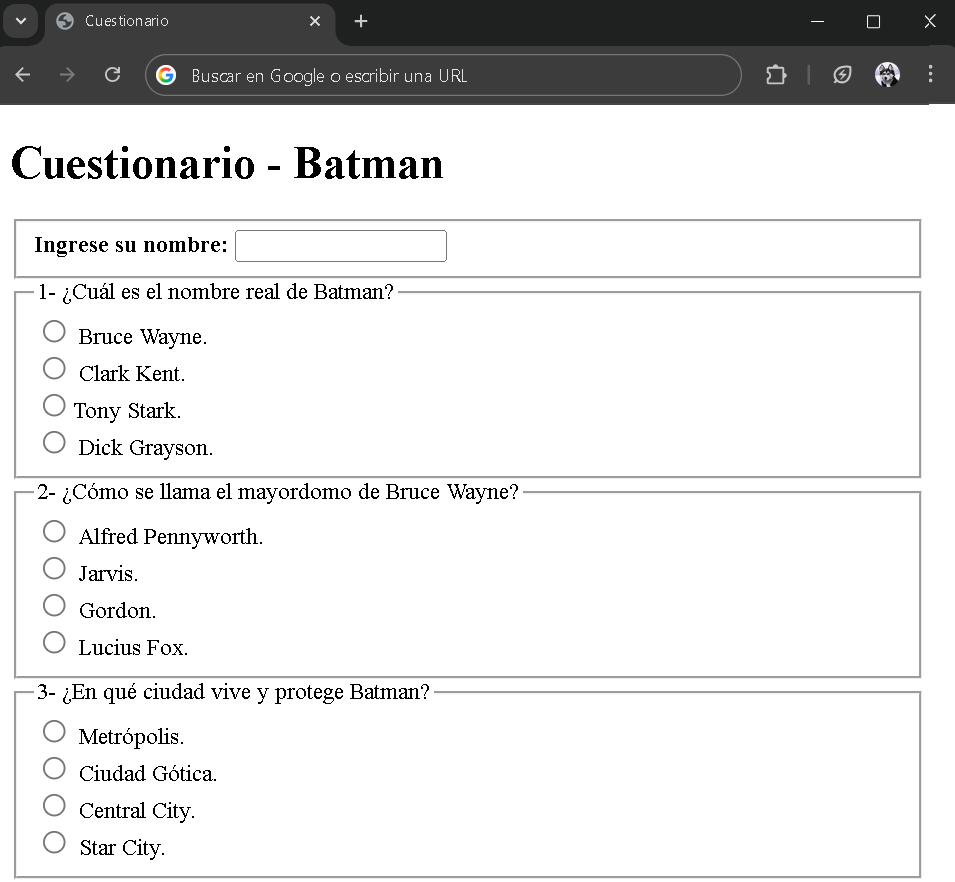 Cuestionario
Buscar en Google o escribir una URL
Cuestionario - Batman
Ingrese su nombre:
1- ¿Cuál es el nombre real de Batman?
Bruce Wayne.
Clark Kent.
Tony Stark.
Dick Grayson.
2- ¿Cómo se llama el mayordomo de Bruce Wayne?
Alfred Pennyworth.
Jarvis.
Gordon.
Lucius Fox.
3- ¿En qué ciudad vive y protege Batman?
Metrópolis.
Ciudad Gótica.
Central City.
Star City.